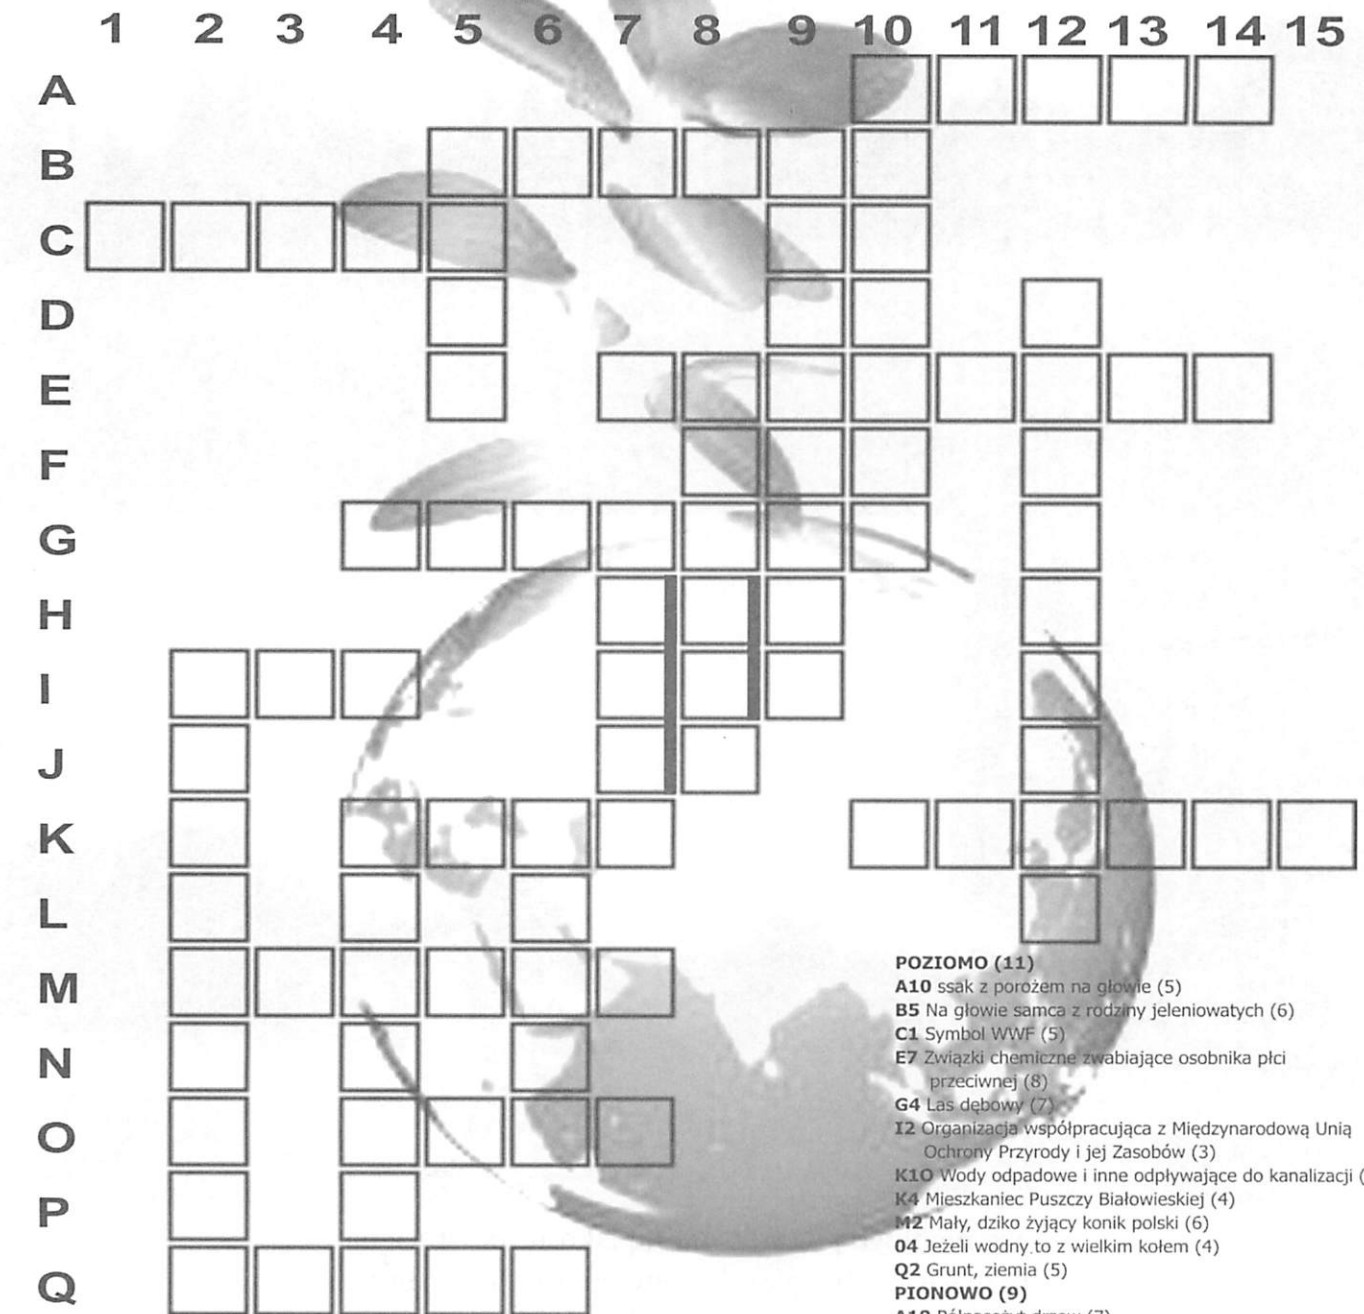 1 2 3 4 5 6 7 8 9 10 11 12 13 14 15
A
B
C
D
E
F
G
H
I
J
K
L
M
N
O
P
Q
POZIOMO (11)
A10 ssak z porożem na głowie (5)
B5 Na głowie samca z rodziny jeleniowatych (6)
C1 Symbol WWF (5)
E7 Związki chemiczne zwabiające osobnika płci
przeciwnej (8)
G4 Las dębowy (7)
I2 Organizacja współpracująca z Międzynarodową Unią
Ochrony Przyrody i jej Zasobów (3)
K10 Wody odpadowe i inne odpływające do kanalizacji (
K4 Mieszkaniec Puszczy Białowieskiej (4)
M2 Mały, dziko żyjący konik polski (6)
04 Jeżeli wodny to z wielkim kołem (4)
Q2 Grunt, ziemia (5)
PIONOWO (9)